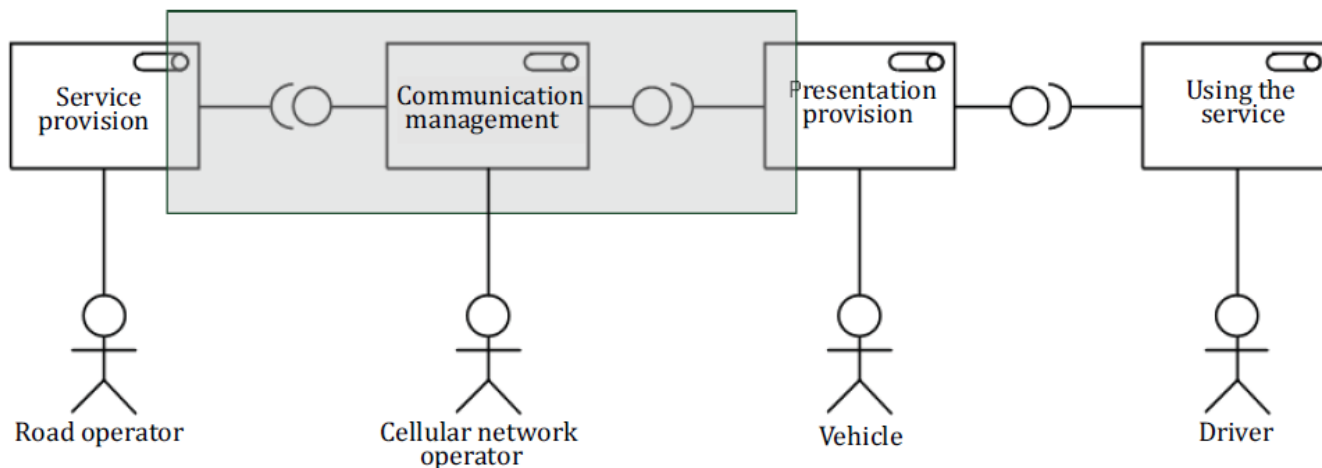 Service
provision
Communication
management
Presentation
provision
Using the
service
Road operator
Cellular network
operator
Vehicle
Driver